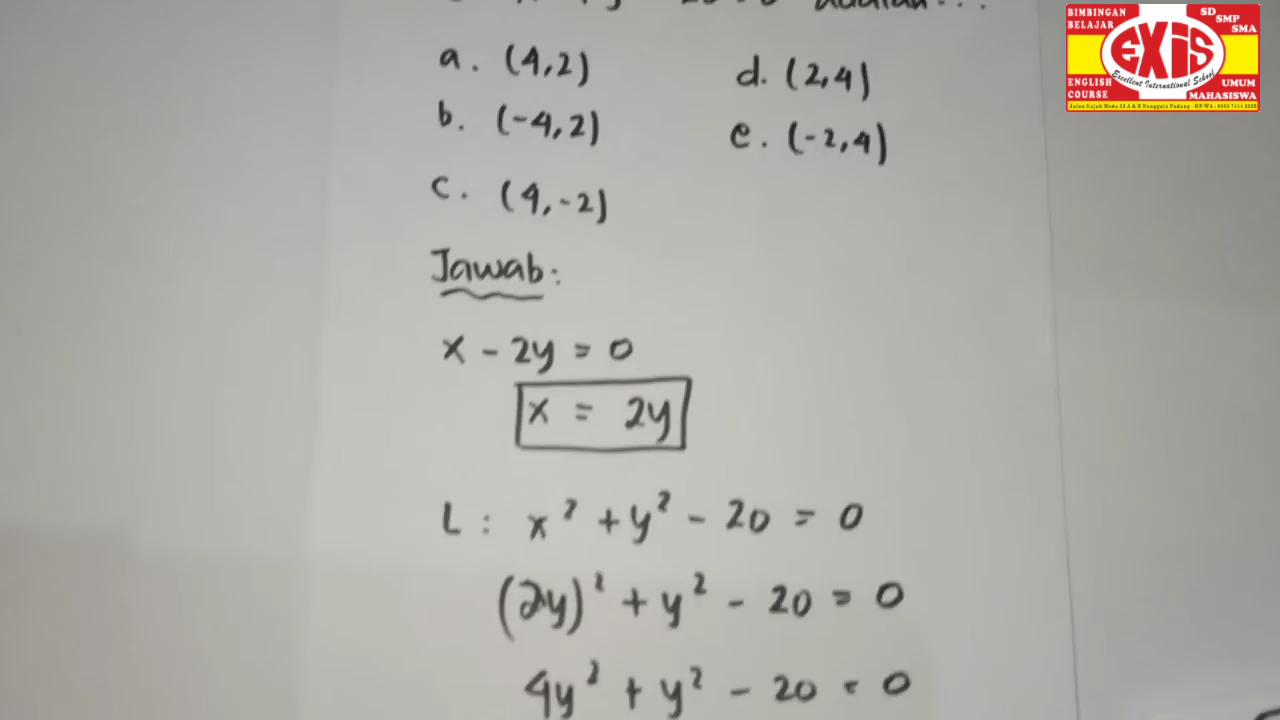 a. (4,2)
b. (-4,2)
c. (4,-2)
d. (2,4)
e. (-2,4)
Jawab:
x - 2y = 0
x = 2y
L : x² + y² - 20 = 0
(2y)² + y² - 20 = 0
4y² + y² - 20 = 0
BIMBINGAN
BELAJAR
SD
SMP
SMA
EXIS
Excellent International School
ENGLISH
COURSE
UMUM
MAHASISWA